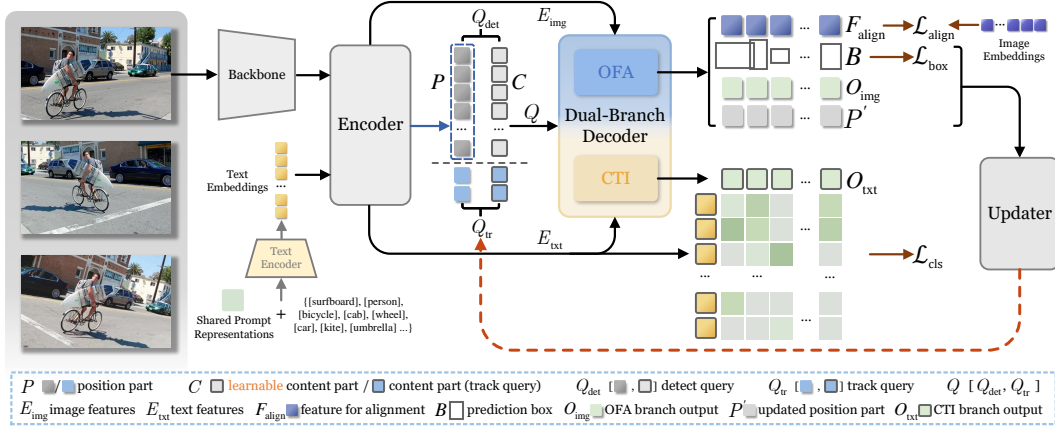 Backbone
Text
Embeddings
...
Text
Encoder
Shared Prompt
Representations
+
{[surfboard], [person],
[bicycle], [cab], [wheel],
[car], [kite], [umbrella] ...}
Encoder
Q_det
P
C
...
...
Q_tr
Q
E_img
E_txt
OFA
Dual-Branch
Decoder
CTI
... F_align
L_align
... 
Image
Embeddings
... B
L_box
... O_img
... P′
... O_txt
...
...
... ...
...
L_cls
Updater
P / position part C learnable content part / content part (track query) Q_det [ , ] detect query Q_tr [ , ] track query Q [ Q_det, Q_tr ]
E_img image features E_txt text features F_align feature for alignment B prediction box O_img OFA branch output P′ updated position part O_txt CTI branch output